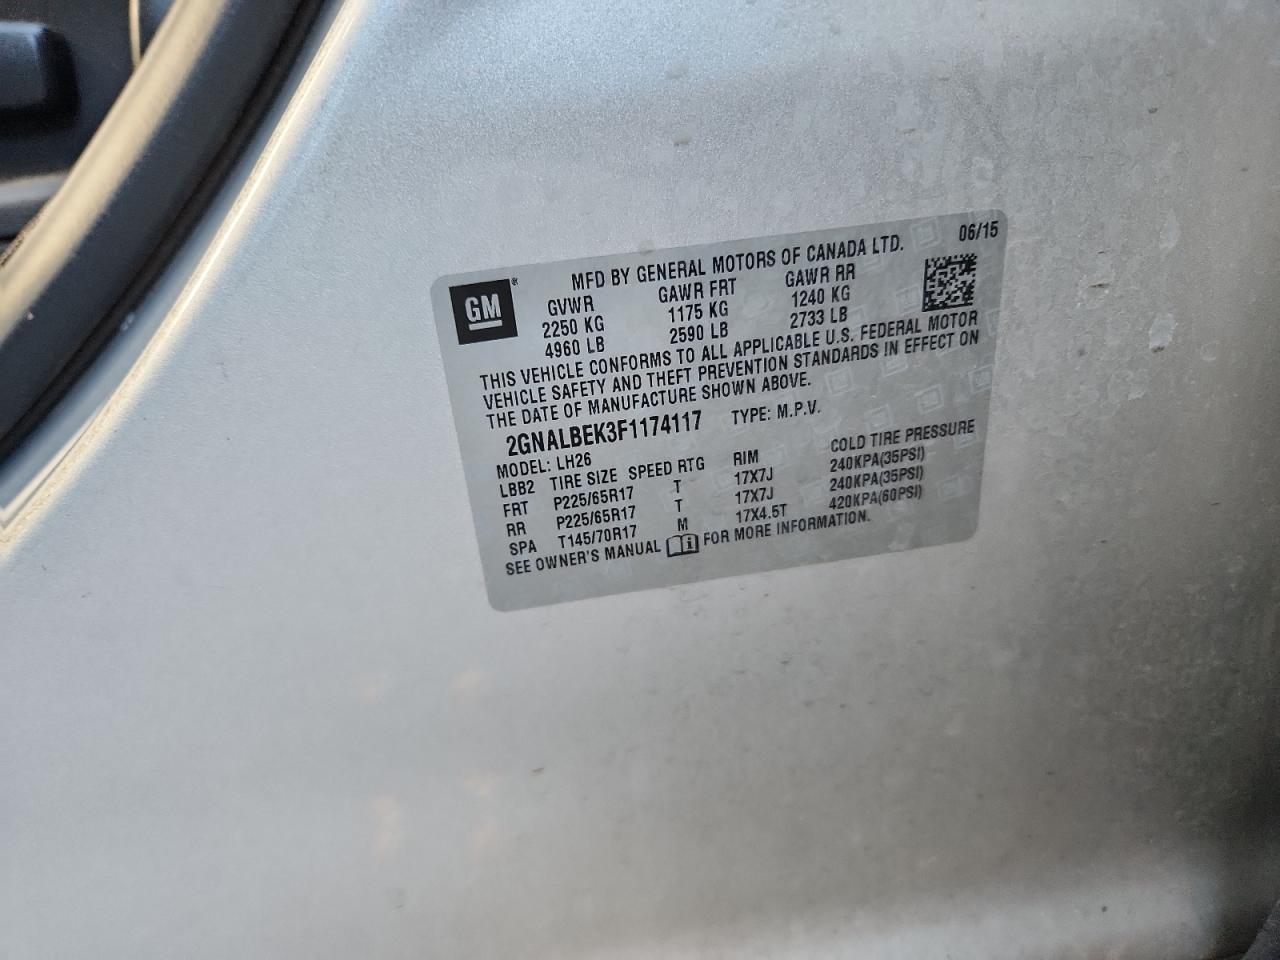 MFD BY GENERAL MOTORS OF CANADA LTD. 06/15
GM
GVWR GAWR FRT GAWR RR
2250 KG 1175 KG 1240 KG
4960 LB 2590 LB 2733 LB
THIS VEHICLE CONFORMS TO ALL APPLICABLE U.S. FEDERAL MOTOR
VEHICLE SAFETY AND THEFT PREVENTION STANDARDS IN EFFECT ON
THE DATE OF MANUFACTURE SHOWN ABOVE.
2GNALBEK3F1174117 TYPE: M.P.V.
MODEL: LH26
LBB2 TIRE SIZE SPEED RTG RIM COLD TIRE PRESSURE
FRT P225/65R17 T 17X7J 240KPA(35PSI)
RR P225/65R17 T 17X7J 240KPA(35PSI)
SPA T145/70R17 M 17X4.5T 420KPA(60PSI)
SEE OWNER'S MANUAL FOR MORE INFORMATION.